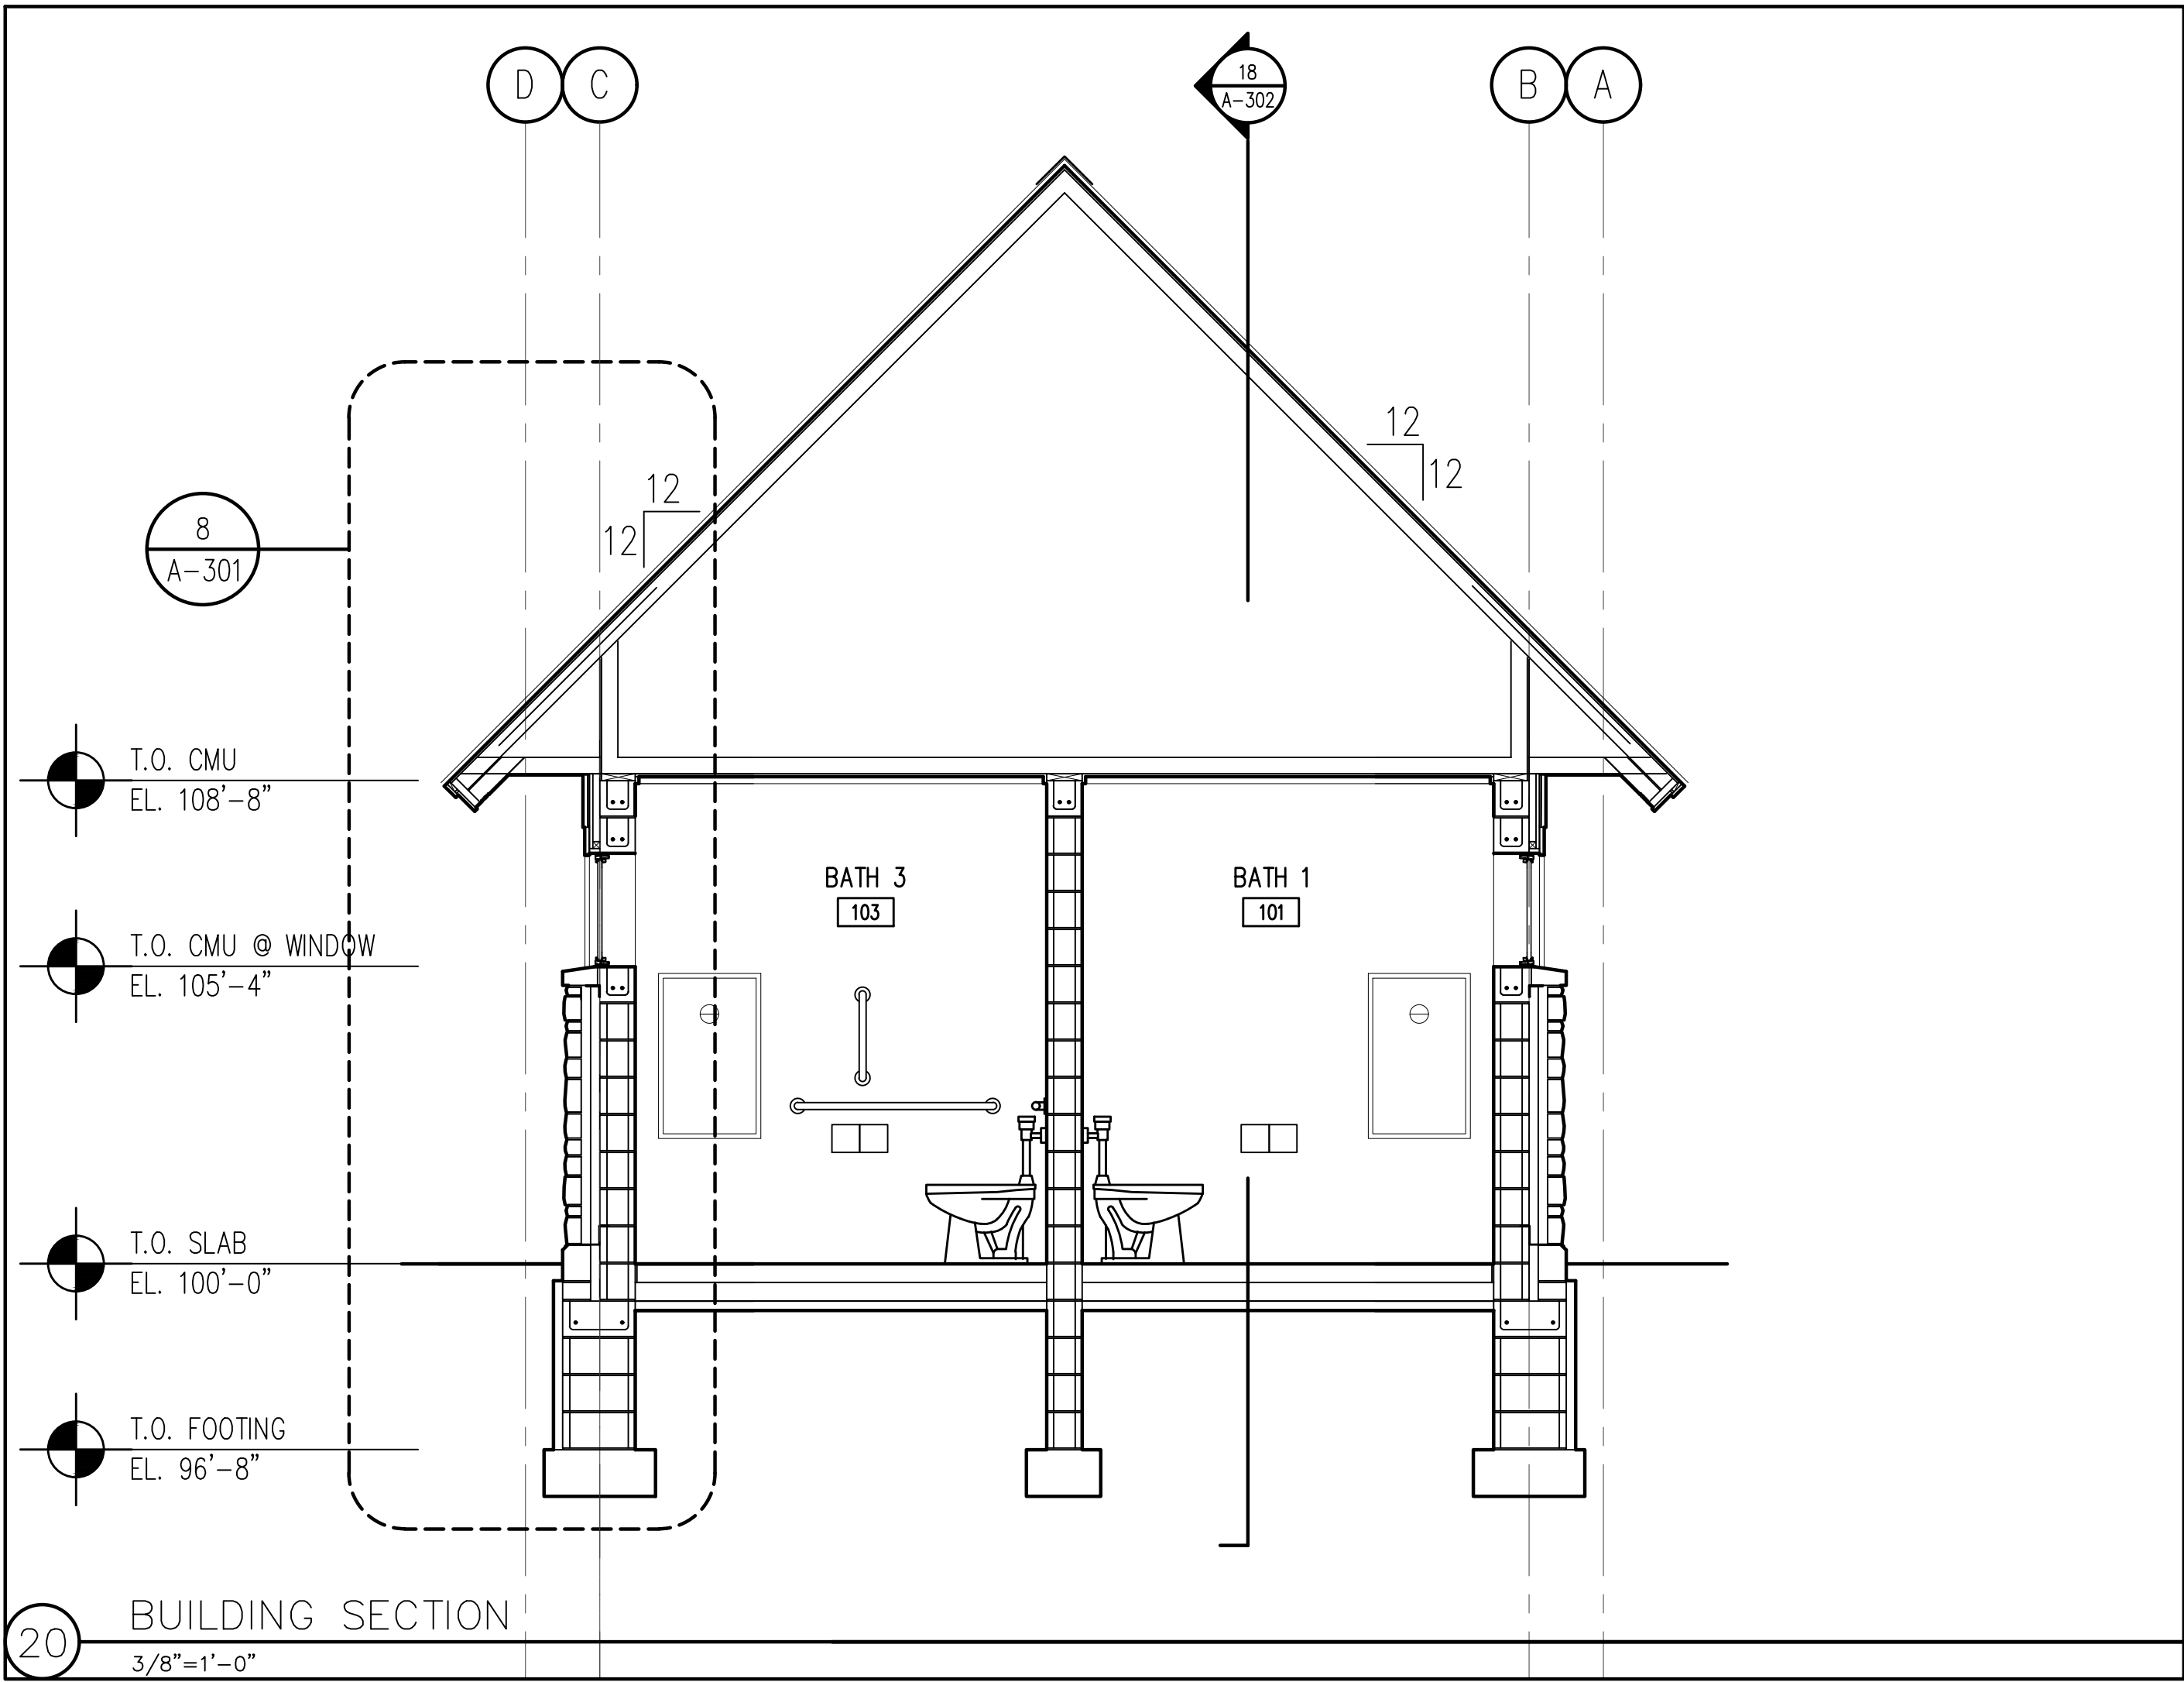 D C
18
A-302
B A
12
12
12
12
8
A-301
T.O. CMU
EL. 108'-8"
BATH 3
103
BATH 1
101
T.O. CMU @ WINDOW
EL. 105'-4"
T.O. SLAB
EL. 100'-0"
T.O. FOOTING
EL. 96'-8"
20
BUILDING SECTION
3/8"=1'-0"